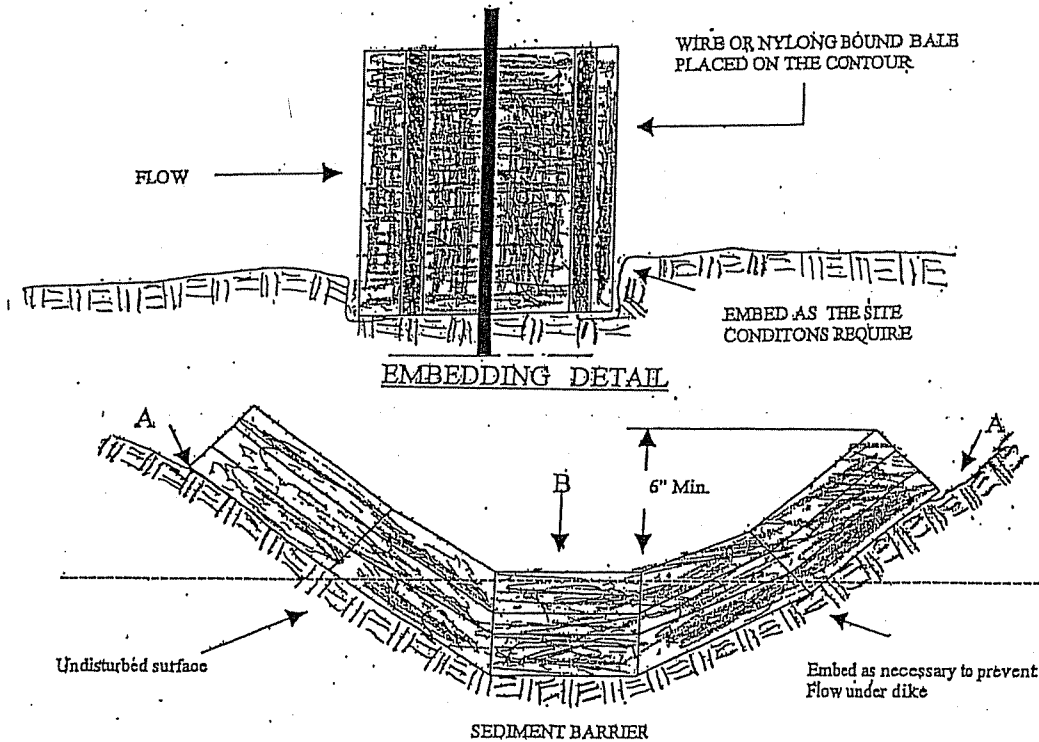 WIRE OR NYLONG BOUND BALE
PLACED ON THE CONTOUR
FLOW
EMBED AS THE SITE
CONDITONS REQUIRE
EMBEDDING DETAIL
A
A
B
6" Min.
Undisturbed surface
Embed as necessary to prevent
Flow under dike
SEDIMENT BARRIER